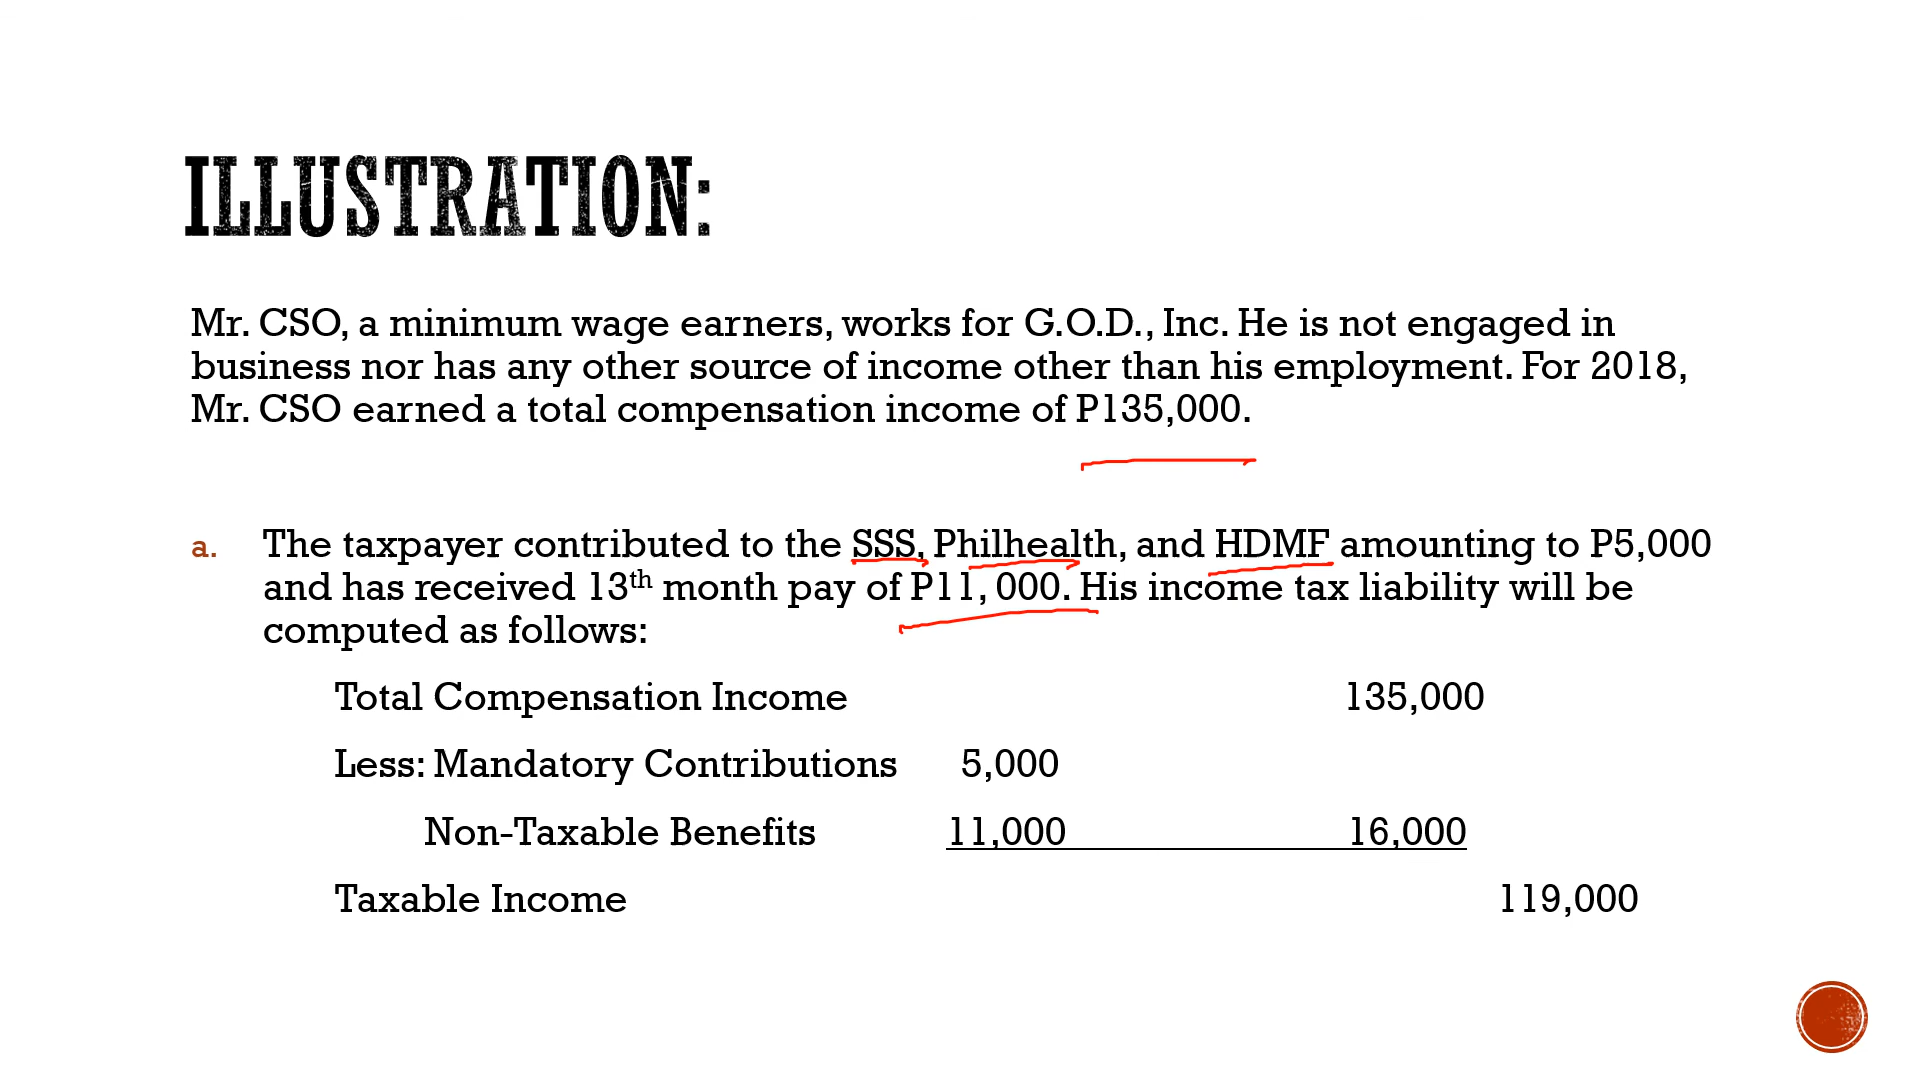 ILLUSTRATION:
Mr. CSO, a minimum wage earners, works for G.O.D., Inc. He is not engaged in
business nor has any other source of income other than his employment. For 2018,
Mr. CSO earned a total compensation income of P135,000.
a. The taxpayer contributed to the SSS, Philhealth, and HDMF amounting to P5,000
and has received 13th month pay of P11, 000. His income tax liability will be
computed as follows:
Total Compensation Income 135,000
Less: Mandatory Contributions 5,000
Non-Taxable Benefits 11,000 16,000
Taxable Income 119,000